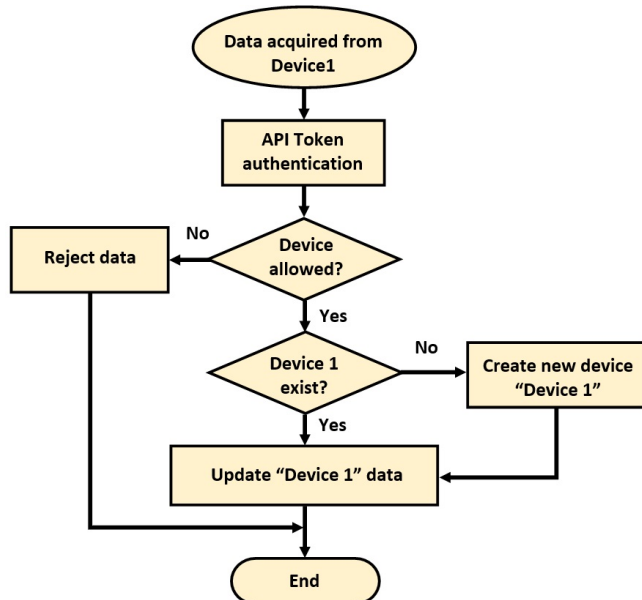 Data acquired from
Device1
API Token
authentication
No
Reject data
Device
allowed?
Yes
No
Device 1
exist?
Create new device
“Device 1”
Yes
Update “Device 1” data
End